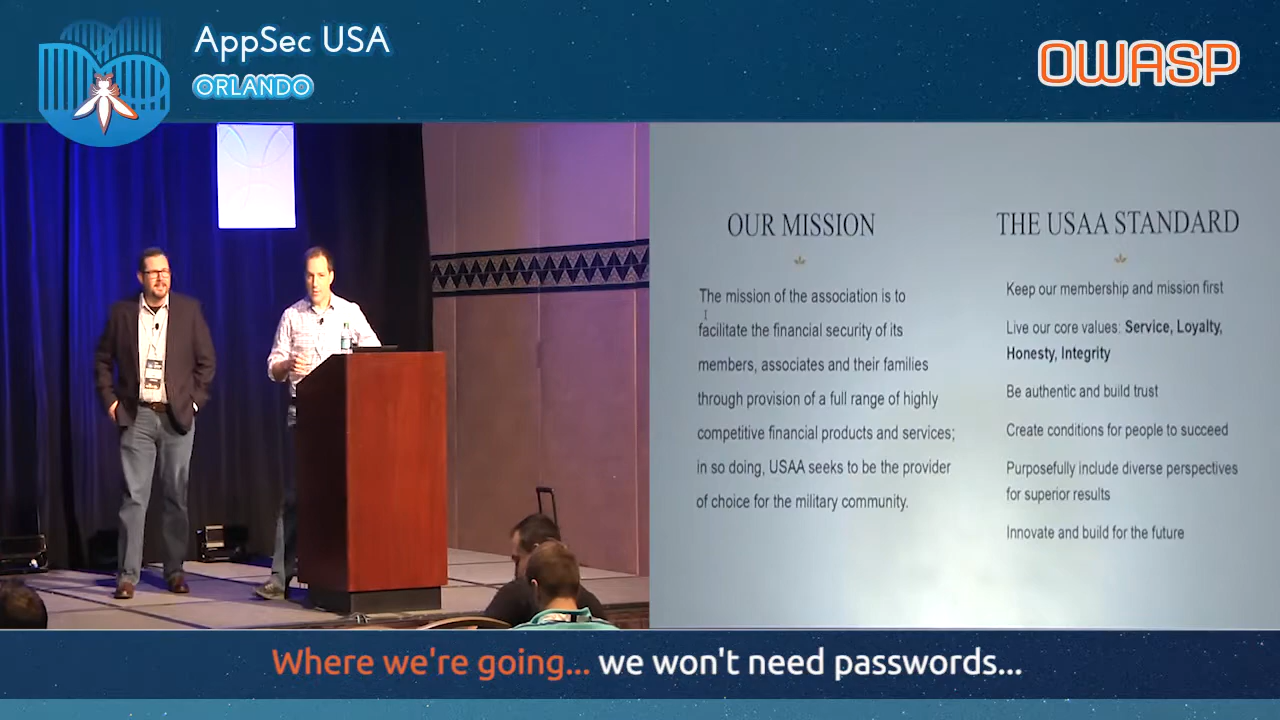 AppSec USA
ORLANDO
OWASP
OUR MISSION
The mission of the association is to
facilitate the financial security of its
members, associates and their families
through provision of a full range of highly
competitive financial products and services;
in so doing, USAA seeks to be the provider
of choice for the military community.
THE USAA STANDARD
Keep our membership and mission first
Live our core values: Service, Loyalty,
Honesty, Integrity
Be authentic and build trust
Create conditions for people to succeed
Purposefully include diverse perspectives
for superior results
Innovate and build for the future
Where we're going... we won't need passwords...